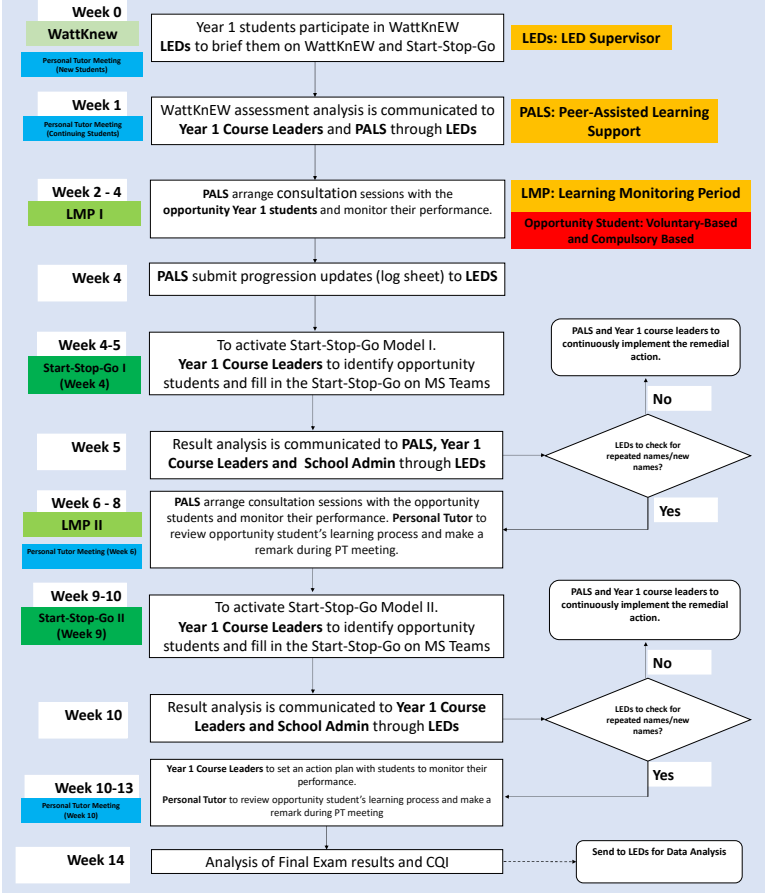 Week 0
WattKnew
Personal Tutor Meeting
(New Students)
Year 1 students participate in WattKnEW
LEDs to brief them on WattKnEW and Start-Stop-Go
LEDs: LED Supervisor
Week 1
Personal Tutor Meeting
(Continuing Students)
WattKnEW assessment analysis is communicated to
Year 1 Course Leaders and PALS through LEDs
PALS: Peer-Assisted Learning
Support
Week 2 - 4
LMP I
PALS arrange consultation sessions with the
opportunity Year 1 students and monitor their performance.
LMP: Learning Monitoring Period
Opportunity Student: Voluntary-Based
and Compulsory Based
Week 4
PALS submit progression updates (log sheet) to LEDS
Week 4-5
Start-Stop-Go I
(Week 4)
To activate Start-Stop-Go Model I.
Year 1 Course Leaders to identify opportunity
students and fill in the Start-Stop-Go on MS Teams
PALS and Year 1 course leaders to
continuously implement the remedial
action.
No
Week 5
Result analysis is communicated to PALS, Year 1
Course Leaders and School Admin through LEDs
LEDs to check for
repeated names/new
names?
Yes
Week 6 - 8
LMP II
Personal Tutor Meeting (Week 6)
PALS arrange consultation sessions with the opportunity
students and monitor their performance. Personal Tutor to
review opportunity student's learning process and make a
remark during PT meeting.
Week 9-10
Start-Stop-Go II
(Week 9)
To activate Start-Stop-Go Model II.
Year 1 Course Leaders to identify opportunity
students and fill in the Start-Stop-Go on MS Teams
PALS and Year 1 course leaders to
continuously implement the remedial
action.
No
Week 10
Result analysis is communicated to Year 1 Course
Leaders and School Admin through LEDs
LEDs to check for
repeated names/new
names?
Yes
Week 10-13
Personal Tutor Meeting
(Week 10)
Year 1 Course Leaders to set an action plan with students to monitor their
performance.
Personal Tutor to review opportunity student's learning process and make a
remark during PT meeting
Week 14
Analysis of Final Exam results and CQI
Send to LEDs for Data Analysis